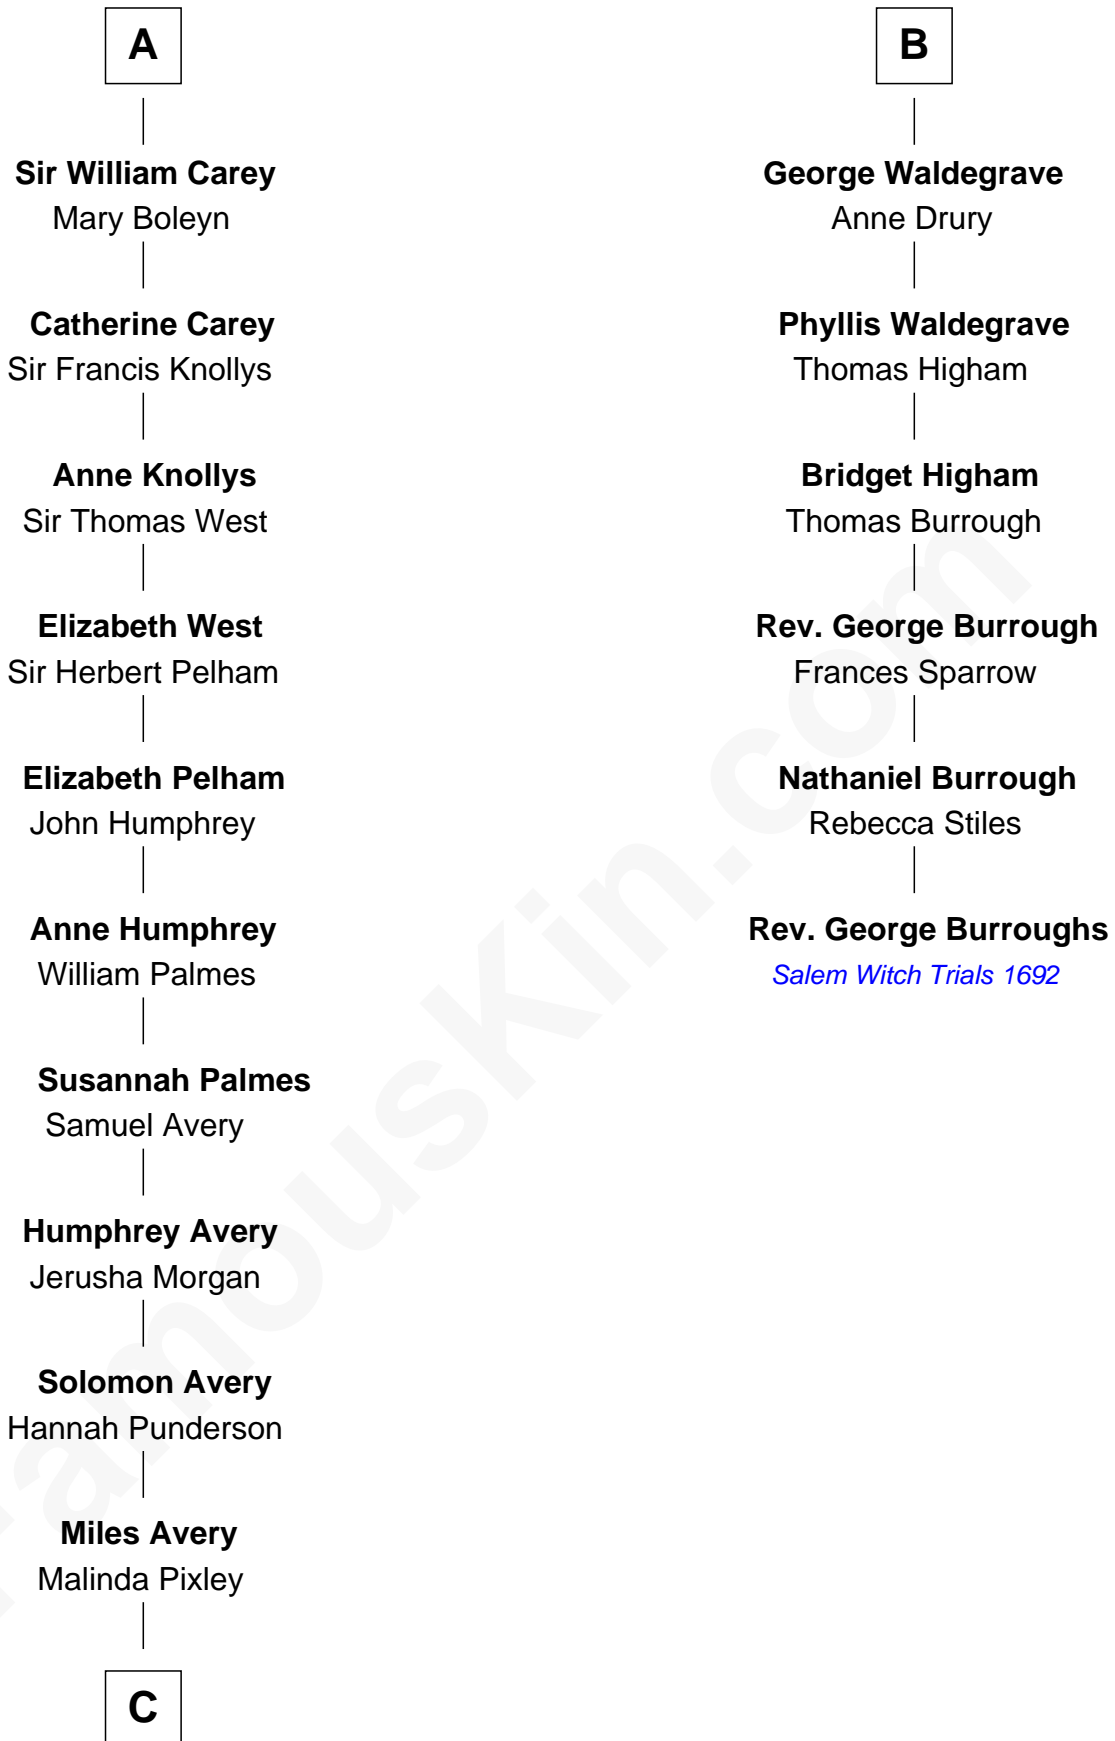 A
Sir William Carey
Mary Boleyn
Catherine Carey
Sir Francis Knollys
Anne Knollys
Sir Thomas West
Elizabeth West
Sir Herbert Pelham
Elizabeth Pelham
John Humphrey
Anne Humphrey
William Palmes
Susannah Palmes
Samuel Avery
Humphrey Avery
Jerusha Morgan
Solomon Avery
Hannah Punderson
Miles Avery
Malinda Pixley
C
B
George Waldegrave
Anne Drury
Phyllis Waldegrave
Thomas Higham
Bridget Higham
Thomas Burrough
Rev. George Burrough
Frances Sparrow
Nathaniel Burrough
Rebecca Stiles
Rev. George Burroughs
Salem Witch Trials 1692
FamousKin.com